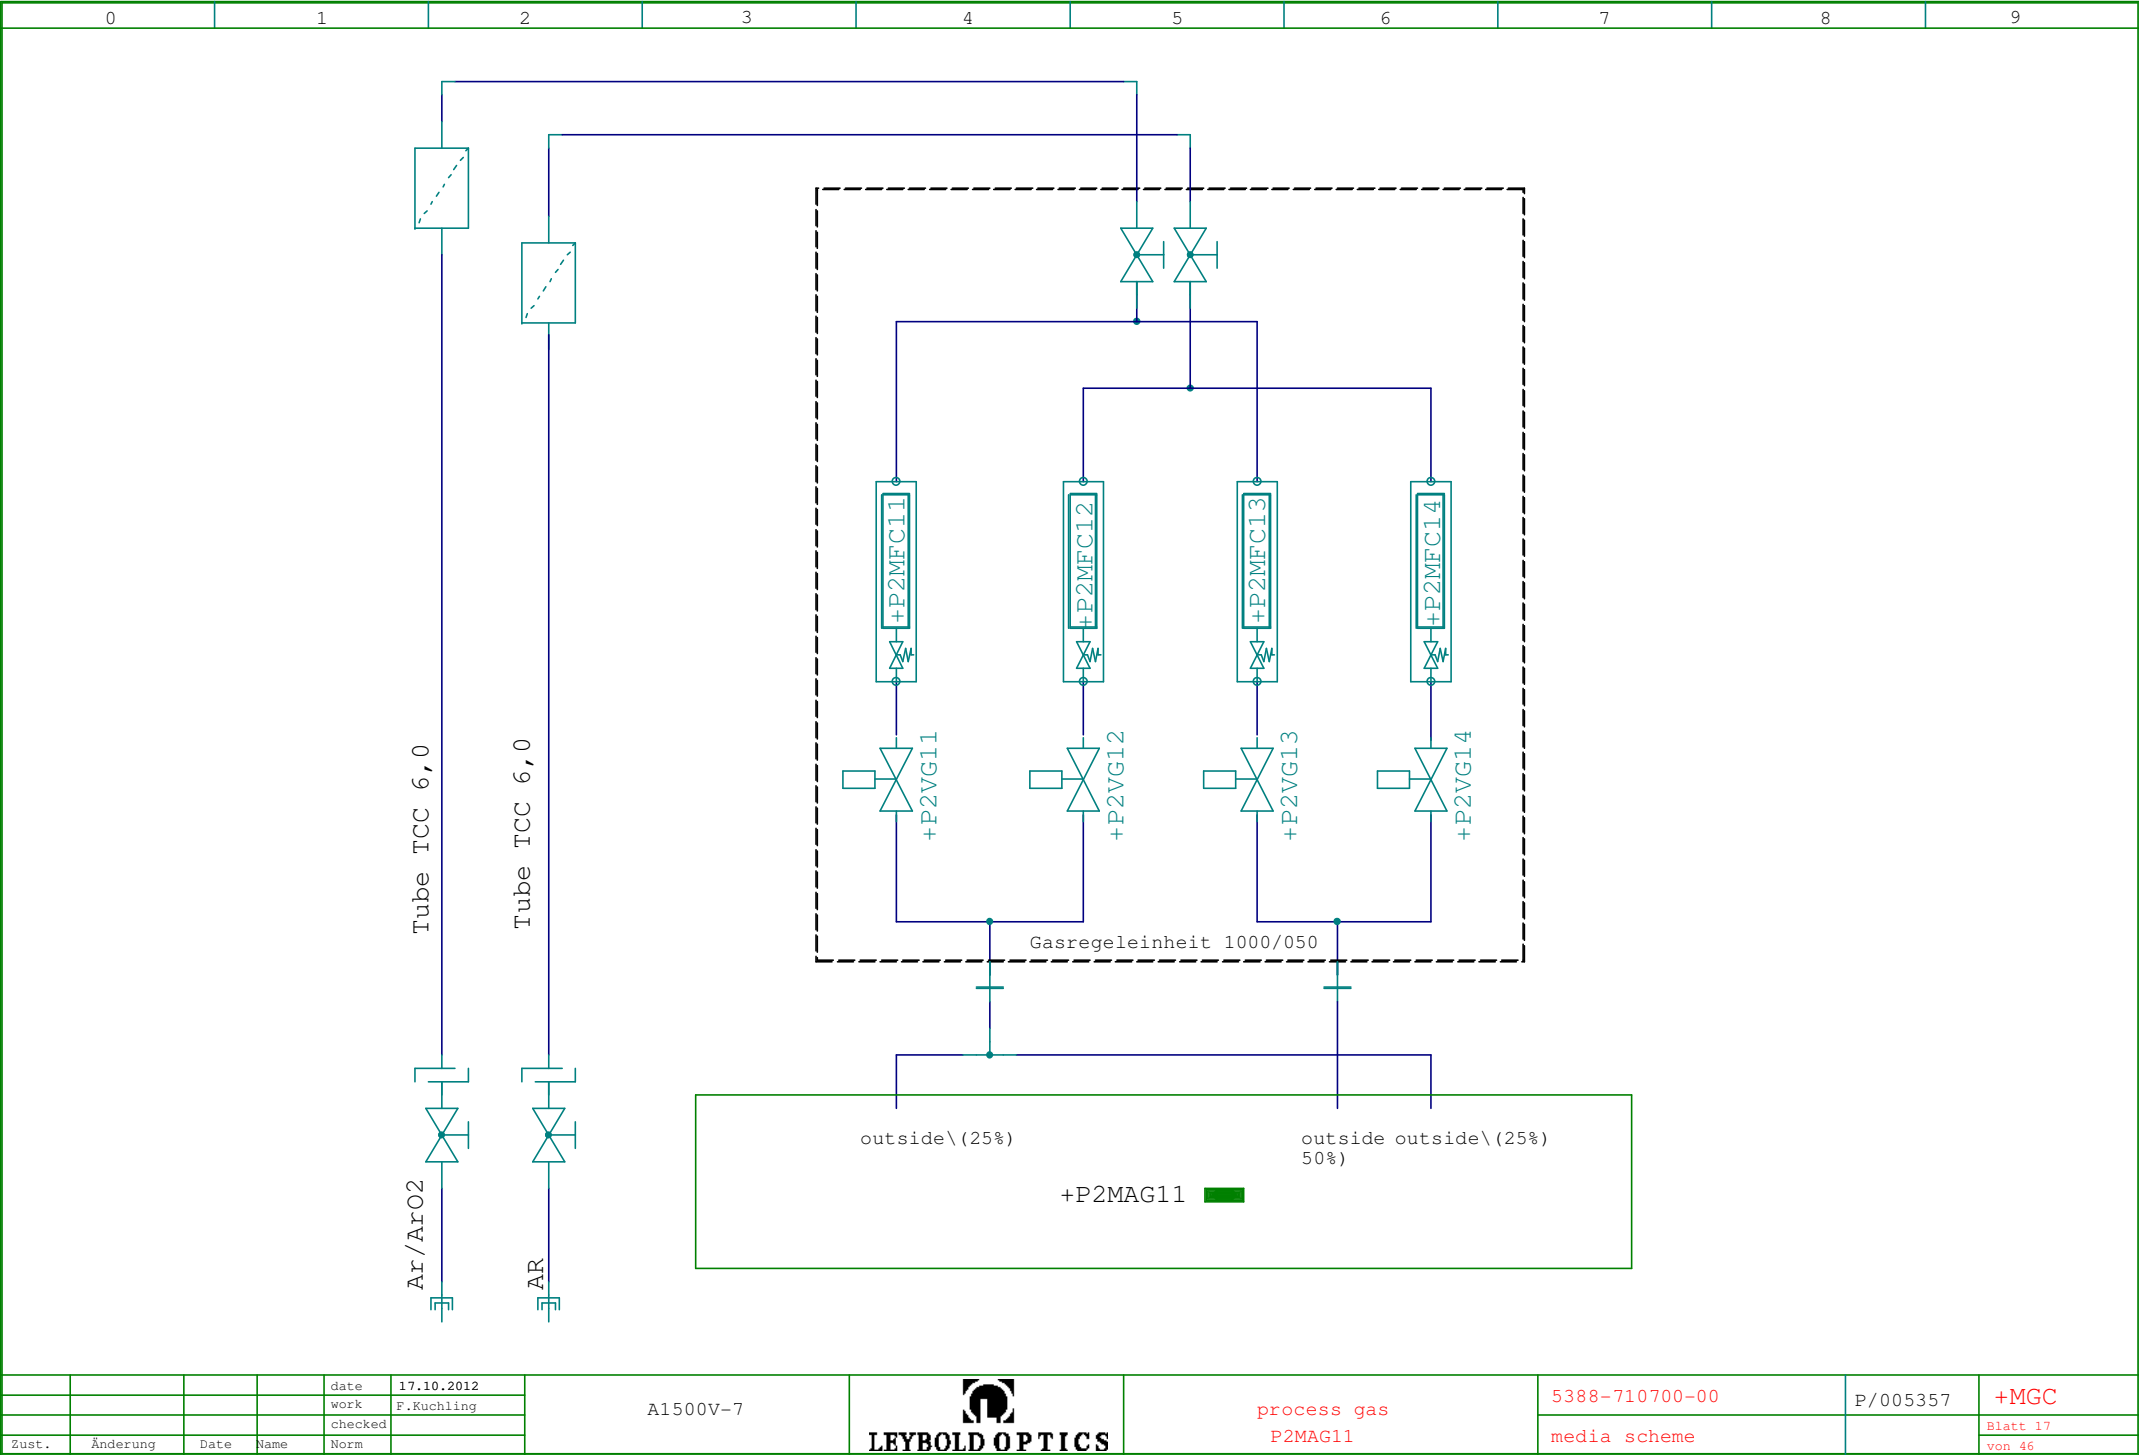 0 1 2 3 4 5 6 7 8 9
+P2MFC11
+P2MFC12
+P2MFC13
+P2MFC14
+P2VG11
+P2VG12
+P2VG13
+P2VG14
Tube TCC 6,0
Tube TCC 6,0
Gasregeleinheit 1000/050
outside\(25%)
outside
50%)
outside\(25%)
+P2MAG11
Ar/ArO2
AR
date 17.10.2012
work F.Kuchling
checked
Zust. Änderung Date Name Norm
A1500V-7
LEYBOLD OPTICS
process gas
P2MAG11
5388-710700-00
media scheme
P/005357
+MGC
Blatt 17
von 46